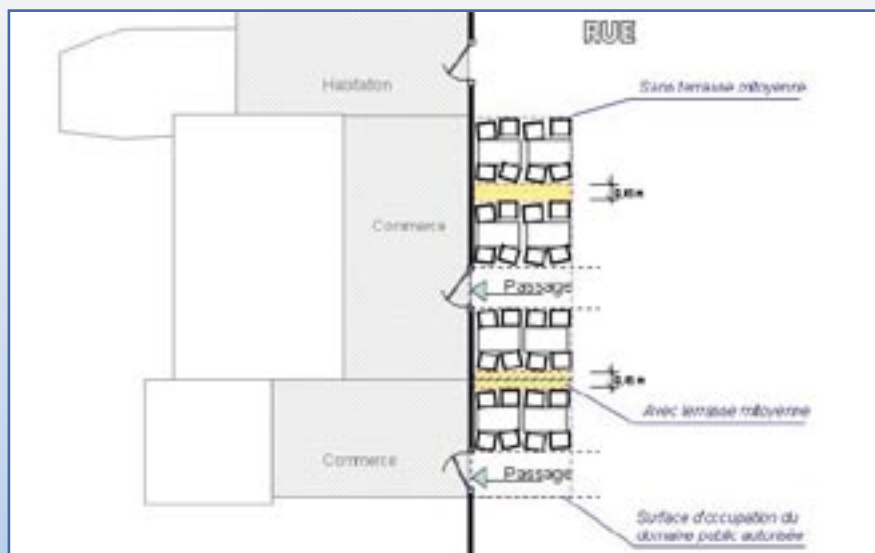 RUE
Habitation
Sans terrasse mitoyenne
Commerce
Passage
Avec terrasse mitoyenne
Commerce
Passage
Surface d'occupation du
domaine public autorisée